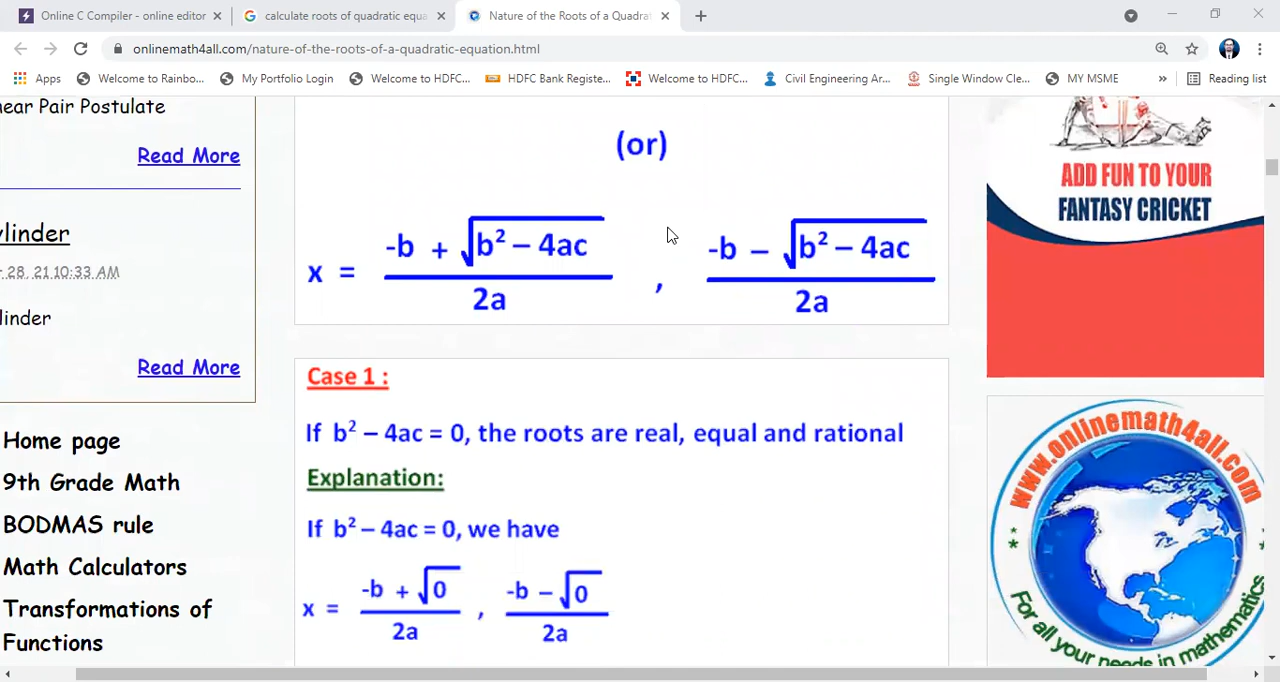 Online C Compiler - online editor
calculate roots of quadratic equa
Nature of the Roots of a Quadrat
onlinemath4all.com/nature-of-the-roots-of-a-quadratic-equation.html
Apps
Welcome to Rainbo...
My Portfolio Login
Welcome to HDFC...
HDFC Bank Registe...
Welcome to HDFC...
Civil Engineering Ar...
Single Window Cle...
MY MSME
»
Reading list
near Pair Postulate
Read More
ylinder
r 28, 21 10:33 AM
linder
Read More
Home page
9th Grade Math
BODMAS rule
Math Calculators
Transformations of
Functions
(or)
x = (-b + √(b² – 4ac)) / 2a , (-b – √(b² – 4ac)) / 2a
Case 1 :
If b² – 4ac = 0, the roots are real, equal and rational
Explanation:
If b² – 4ac = 0, we have
x = (-b + √0) / 2a , (-b – √0) / 2a
ADD FUN TO YOUR
FANTASY CRICKET
www.onlinemath4all.com
For all your needs in mathematics